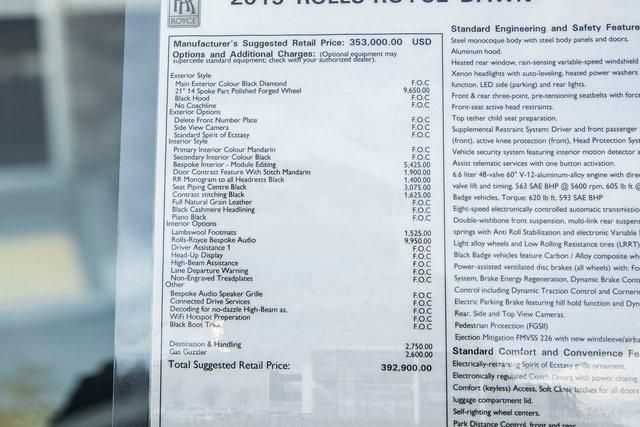 ROYCE
2019 ROLLS-ROYCE DAWN
Manufacturer's Suggested Retail Price: 353,000.00 USD
Options and Additional Charges: (Optional equipment may
supercede standard equipment; check with your authorized dealer).
Exterior Style
Main Exterior Colour Black Diamond F.O.C
21" 14 Spoke Part Polished Forged Wheel 9,650.00
Black Hood F.O.C
No Coachline F.O.C
Exterior Options
Delete Front Number Plate F.O.C
Side View Camera F.O.C
Standard Spirit of Ecstasy F.O.C
Interior Style
Primary Interior Colour Mandarin F.O.C
Secondary Interior Colour Black F.O.C
Bespoke Interior - Module Editing 5,425.00
Door Contrast Feature With Stitch Mandarin 1,900.00
RR Monogram to all Headrests Black 1,400.00
Seat Piping Centre Black 3,075.00
Contrast stitching Black 1,625.00
Full Natural Grain Leather F.O.C
Black Cashmere Headlining F.O.C
Piano Black F.O.C
Interior Options
Lambswool Footmats 1,525.00
Rolls-Royce Bespoke Audio 9,950.00
Driver Assistance 1 F.O.C
Head-up Display F.O.C
High-Beam Assistance F.O.C
Lane Departure Warning F.O.C
Non-Engraved Treadplates F.O.C
Other
Bespoke Audio Speaker Grille F.O.C
Connected Drive Services F.O.C
Decoding for no-dazzle High-Beam as. F.O.C
WiFi Hotspot Preperation F.O.C
Black Boot Trim F.O.C
Destination & Handling 2,750.00
Gas Guzzler 2,600.00
Total Suggested Retail Price: 392,900.00
Standard Engineering and Safety Feature
Steel monocoque body with steel body panels and doors.
Aluminum hood.
Heated rear window, rain-sensing variable-speed windshield
Xenon headlights with auto-leveling, heated power washers
function. LED side (parking) and rear lights.
Front & rear three-point, pre-tensioning seatbelts with force
Front-seat active head restraints.
Top tether child seat preparation.
Supplemental Restraint System: Driver and front passenger
(front), active knee protection (front), Head Protection Sys
Vehicle security system featuring interior motion detector a
Assist telematic services with one button activation.
6.6 liter 48-valve 60° V-12-aluminum-alloy engine with direc
valve lift and timing. 563 SAE BHP @ 5600 rpm, 605 lb ft @
Badge vehicles, Torque: 620 lb ft, 593 SAE BHP
Eight-speed electronically controlled automatic transmission
Double-wishbone front suspension, multi-link rear suspen
springs with Anti Roll Stabilization and electronic Variable
Light alloy wheels and Low Rolling Resistance tires (LRRT)
Black Badge vehicles feature Carbon / Alloy composite wh
Power-assisted ventilated disc brakes (all wheels) with: Fo
System, Brake Energy Regeneration, Dynamic Brake Cont
Control including Dynamic Traction Control and Corneri
Electric Parking Brake featuring hill hold function and Dyn
Rear, Side and Top View Cameras.
Pedestrian Protection (FGSII)
Ejection Mitigation FMVSS 226 with new windsleeve/airba
Standard Comfort and Convenience Fe
Electrically-retracting Spirit of Ecstasy ornament.
Electronically regulated Coach Doors with power closing
Comfort (keyless) Access, Soft Close latches for all doors
luggage compartment lid.
Self-righting wheel centers.
Park Distance Control, front and rear.